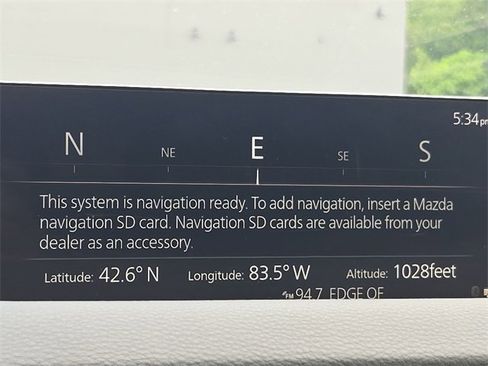 5:34pm
N NE E SE S
This system is navigation ready. To add navigation, insert a Mazda
navigation SD card. Navigation SD cards are available from your
dealer as an accessory.
Latitude: 42.6° N Longitude: 83.5° W Altitude: 1028feet
FM 94.7 EDGE OF